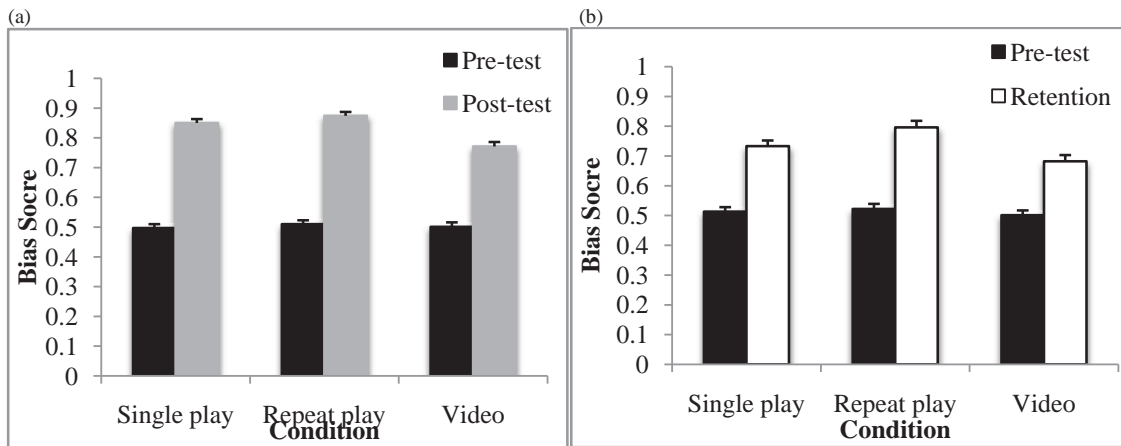 (a)
Bias Socre
1
0.9
0.8
0.7
0.6
0.5
0.4
0.3
0.2
0.1
0
Pre-test
Post-test
Single play
Repeat play
Video
Condition
(b)
Bias Socre
1
0.9
0.8
0.7
0.6
0.5
0.4
0.3
0.2
0.1
0
Pre-test
Retention
Single play
Repeat play
Video
Condition